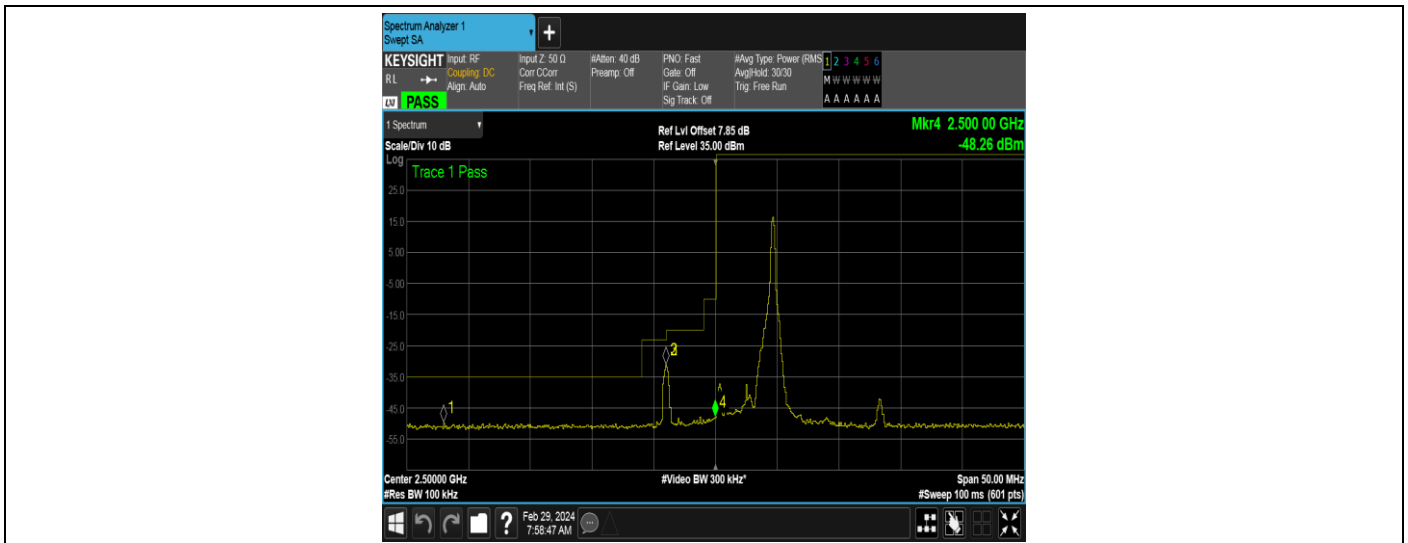 Spectrum Analyzer 1
Swept SA
+
KEYSIGHT Input: RF Input Z: 50 Ω #Atten: 40 dB PNO: Fast #Avg Type: Power (RMS 1 2 3 4 5 6
RL Coupling: DC Corr CCorr Preamp: Off Gate: Off Avg|Hold: 30/30 M W W W W W
Align: Auto Freq Ref: Int (S) IF Gain: Low Trig: Free Run
LXI PASS Sig Track: Off A A A A A A
1 Spectrum Ref Lvl Offset 7.85 dB Mkr4 2.500 00 GHz
Scale/Div 10 dB Ref Level 35.00 dBm -48.26 dBm
Log
Trace 1 Pass
25.0
15.0
5.00
-5.00
-15.0
-25.0
-35.0
-45.0 1 4
-55.0
Center 2.50000 GHz #Video BW 300 kHz* Span 50.00 MHz
#Res BW 100 kHz #Sweep 100 ms (601 pts)
? Feb 29, 2024
7:58:47 AM